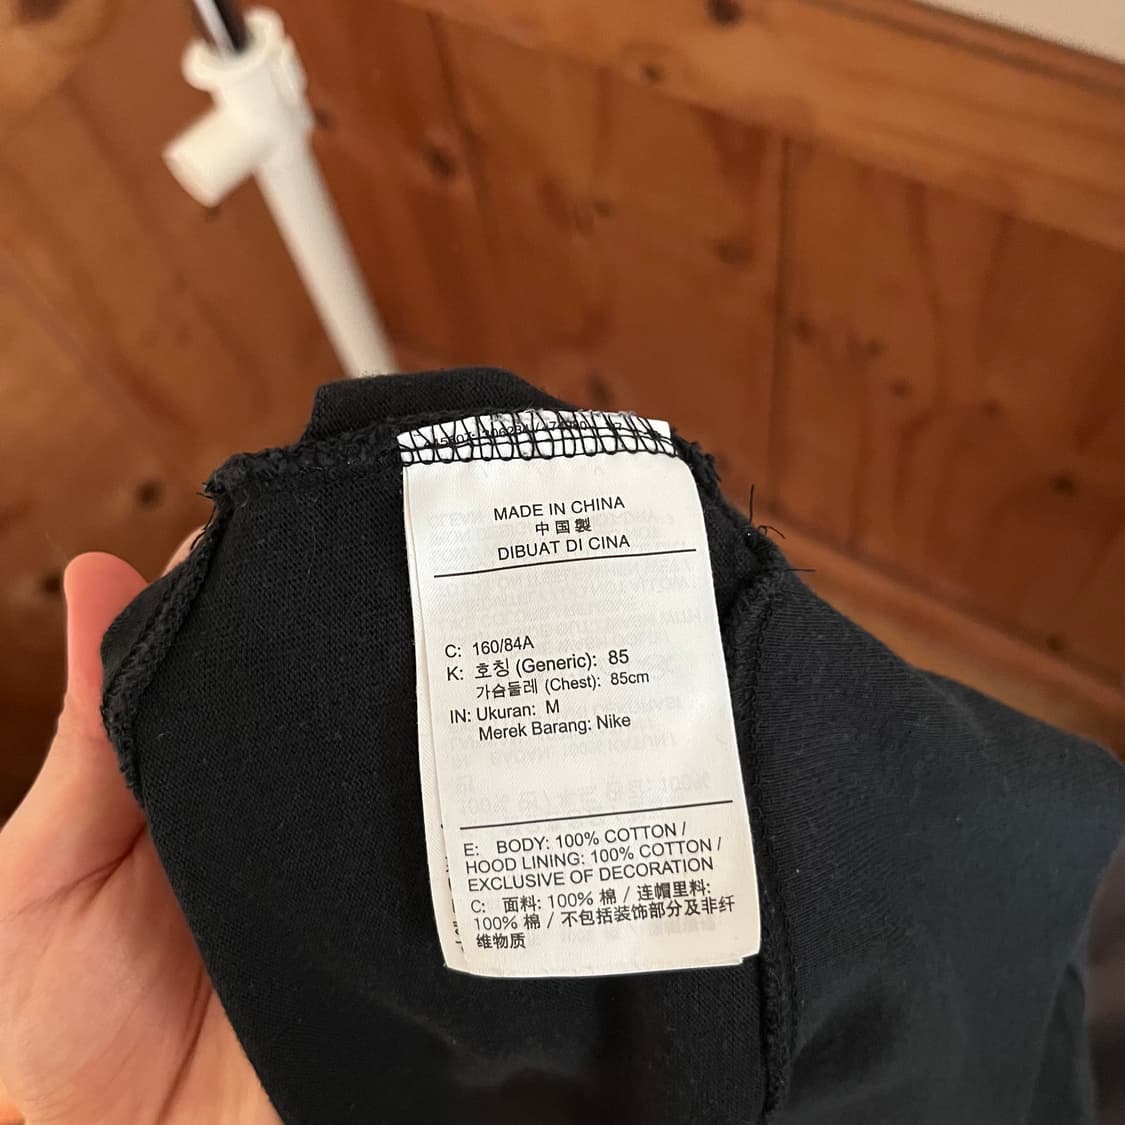 MADE IN CHINA
中国製
DIBUAT DI CINA
C: 160/84A
K: 호칭 (Generic): 85
가슴둘레 (Chest): 85cm
IN: Ukuran: M
Merek Barang: Nike
E: BODY: 100% COTTON /
HOOD LINING: 100% COTTON /
EXCLUSIVE OF DECORATION
C: 面料: 100% 棉 / 连帽里料:
100% 棉 / 不包括装饰部分及非纤
维物质